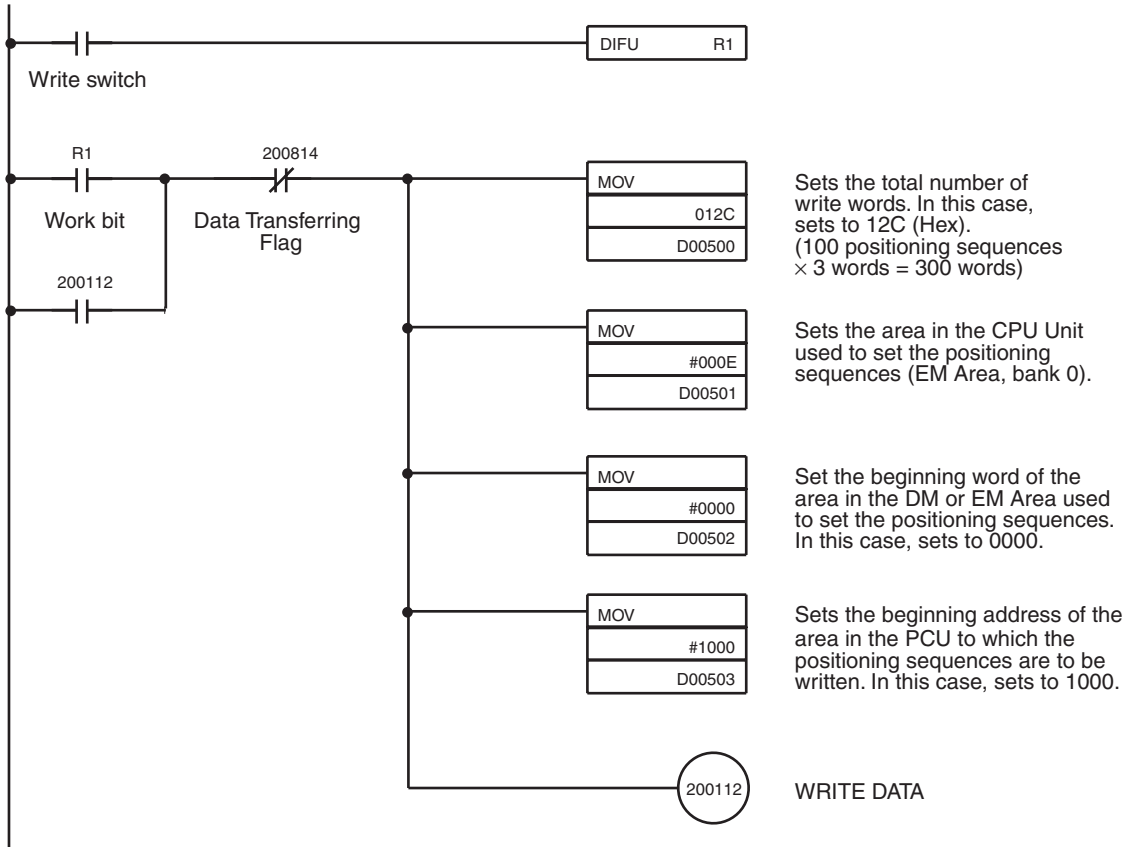 DIFU R1
Write switch
R1
200814
Work bit
Data Transferring
Flag
200112
MOV
012C
D00500
Sets the total number of
write words. In this case,
sets to 12C (Hex).
(100 positioning sequences
× 3 words = 300 words)
MOV
#000E
D00501
Sets the area in the CPU Unit
used to set the positioning
sequences (EM Area, bank 0).
MOV
#0000
D00502
Set the beginning word of the
area in the DM or EM Area used
to set the positioning sequences.
In this case, sets to 0000.
MOV
#1000
D00503
Sets the beginning address of the
area in the PCU to which the
positioning sequences are to be
written. In this case, sets to 1000.
200112
WRITE DATA